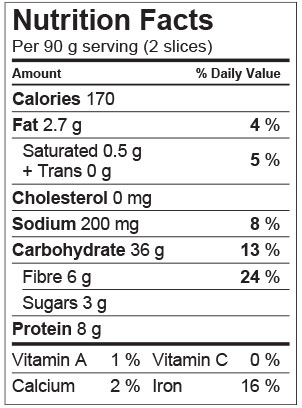 Nutrition Facts
Per 90 g serving (2 slices)
Amount % Daily Value
Calories 170
Fat 2.7 g 4 %
Saturated 0.5 g
+ Trans 0 g 5 %
Cholesterol 0 mg
Sodium 200 mg 8 %
Carbohydrate 36 g 13 %
Fibre 6 g 24 %
Sugars 3 g
Protein 8 g
Vitamin A 1 % Vitamin C 0 %
Calcium 2 % Iron 16 %